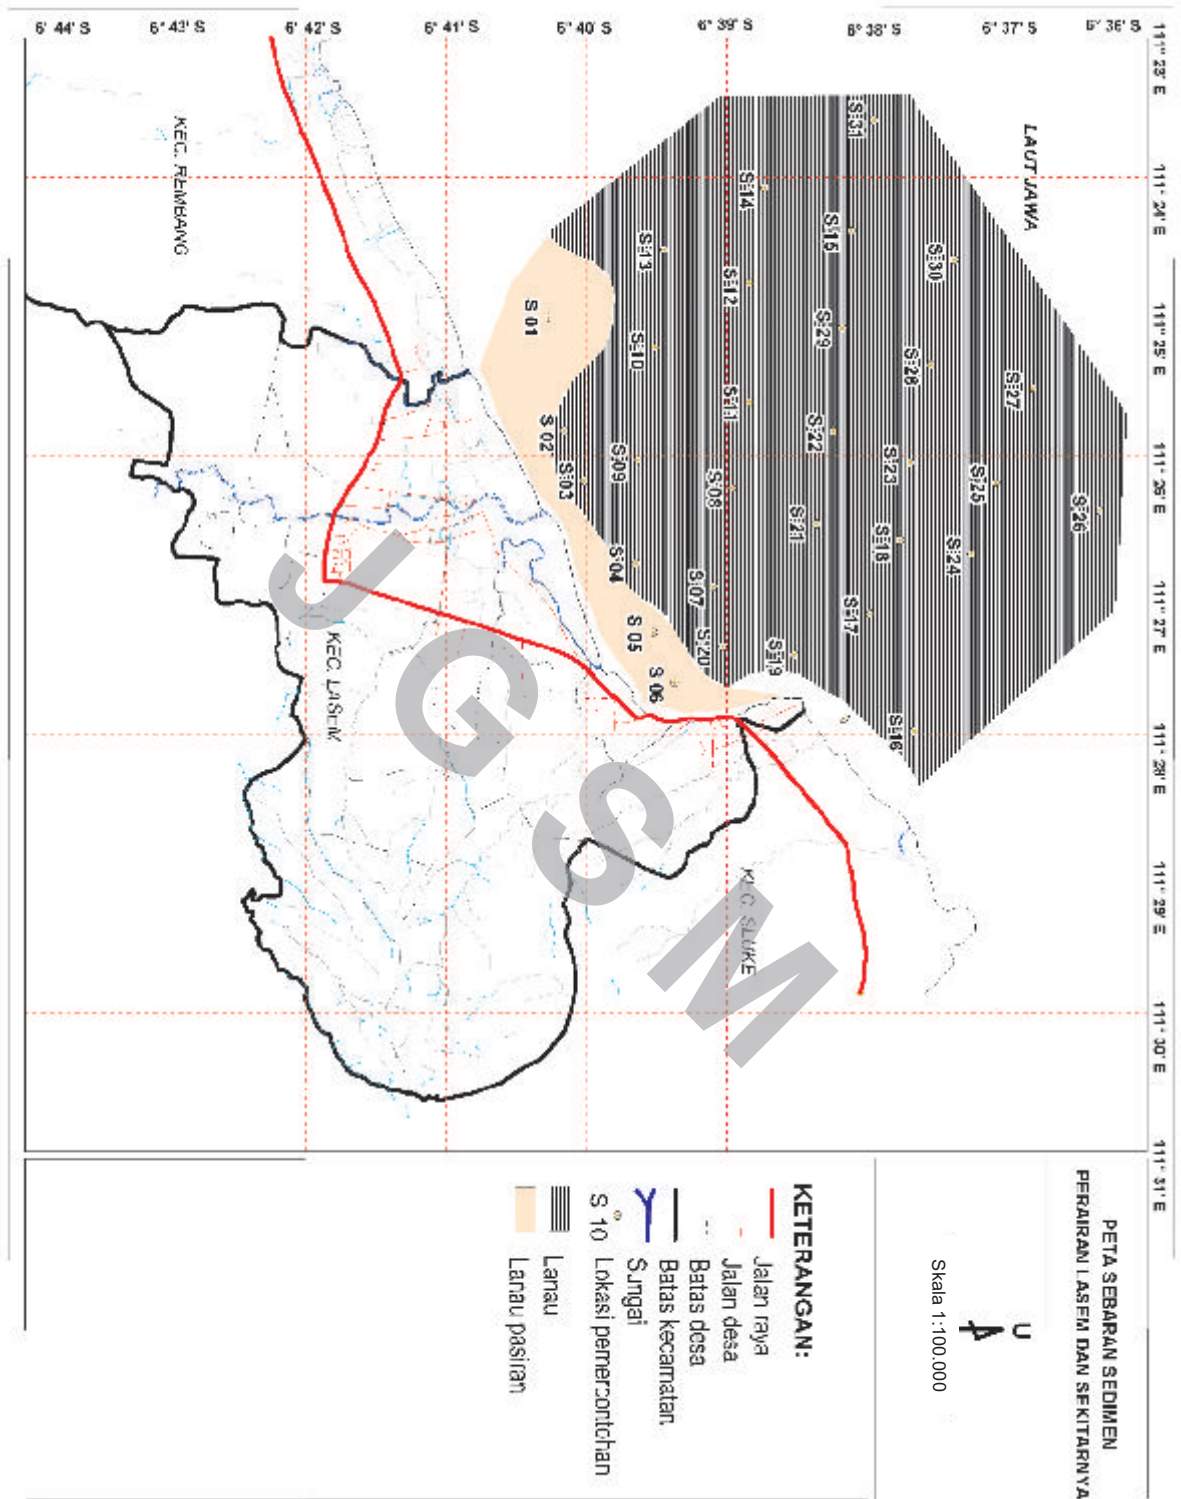 PETA SEBARAN SEDIMEN
PERAIRAN LASEM DAN SEKITARNYA
U
Skala 1:100.000
KETERANGAN:
Jalan raya
Jalan desa
Batas desa
Batas kecamatan
Sungai
S 10 Lokasi pemercontohan
Lanau
Lanau pasiran
111° 23' E
111° 24' E
111° 25' E
111° 26' E
111° 27' E
111° 28' E
111° 29' E
111° 30' E
111° 31' E
6° 36' S
6° 37' S
6° 38' S
6° 39' S
6° 40' S
6° 41' S
6° 42' S
6° 43' S
6° 44' S
LAUT JAWA
S 31
S 14
S 15
S 30
S 13
S 12
S 29
S 28
S 27
S 01
S 10
S 11
S 22
S 23
S 25
S 26
S 02
S 03
S 09
S 08
S 21
S 18
S 24
S 04
S 07
S 17
S 05
S 20
S 19
S 06
S 16
KEC. REMBANG
KEC. LASEM
KEC. SLUKE
JGSM